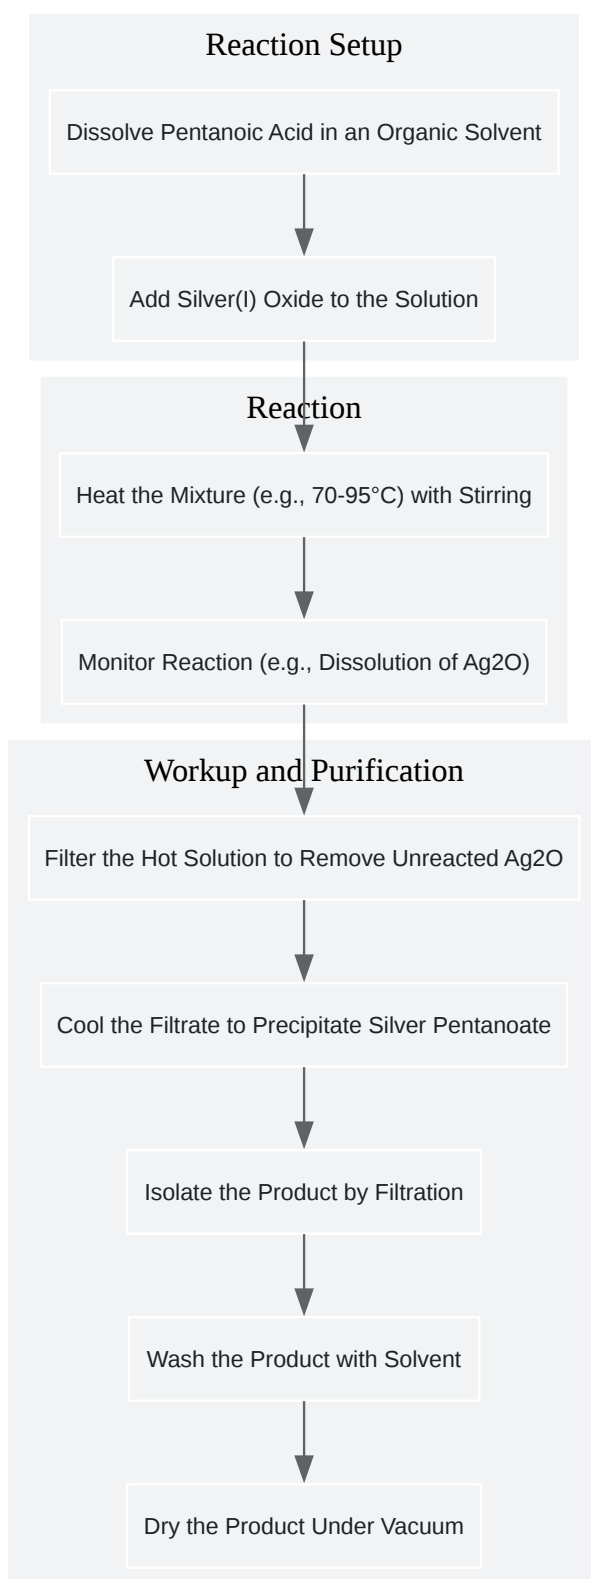 Reaction Setup
Dissolve Pentanoic Acid in an Organic Solvent
Add Silver(I) Oxide to the Solution
Reaction
Heat the Mixture (e.g., 70-95°C) with Stirring
Monitor Reaction (e.g., Dissolution of Ag2O)
Workup and Purification
Filter the Hot Solution to Remove Unreacted Ag2O
Cool the Filtrate to Precipitate Silver Pentanoate
Isolate the Product by Filtration
Wash the Product with Solvent
Dry the Product Under Vacuum